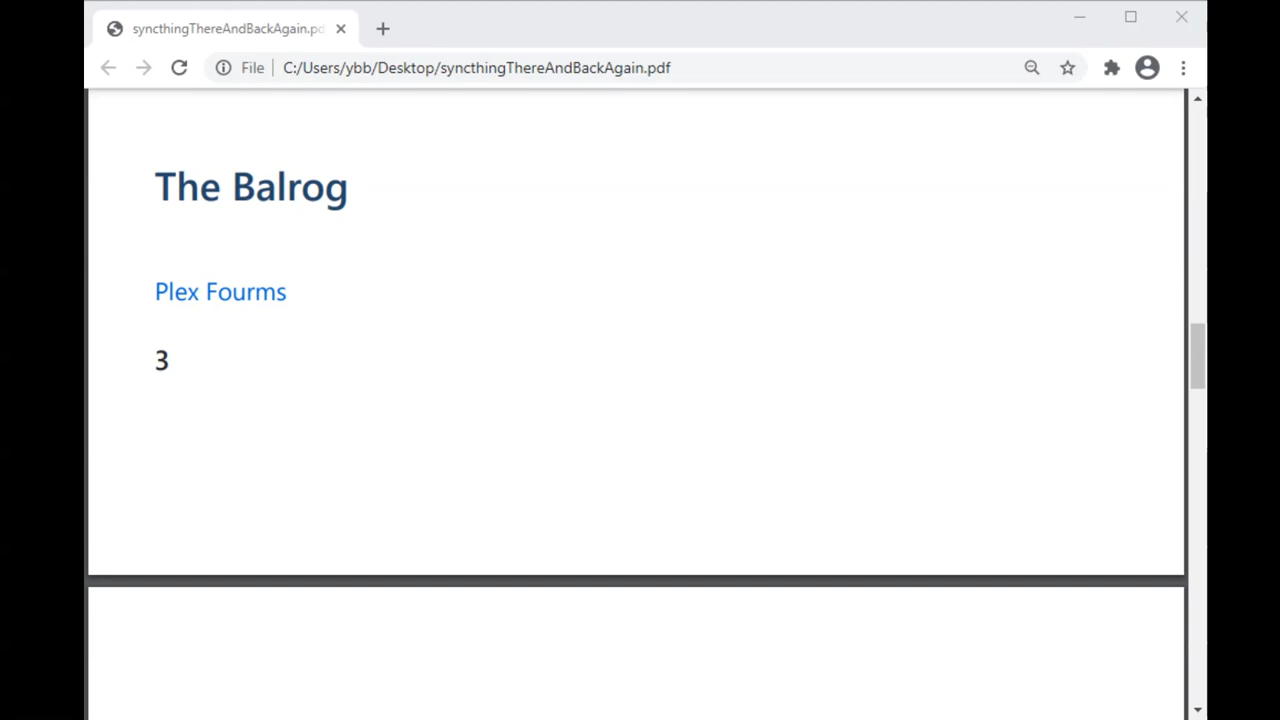 syncthingThereAndBackAgain.pd
File
C:/Users/ybb/Desktop/syncthingThereAndBackAgain.pdf
The Balrog
Plex Fourms
3